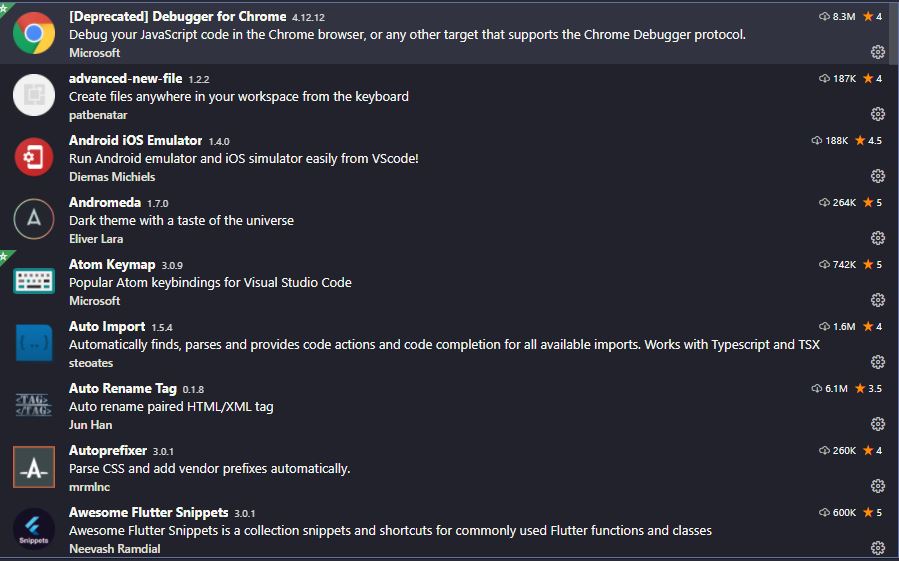 [Deprecated] Debugger for Chrome 4.12.12 8.3M 4
Debug your JavaScript code in the Chrome browser, or any other target that supports the Chrome Debugger protocol.
Microsoft
advanced-new-file 1.2.2 187K 4
Create files anywhere in your workspace from the keyboard
patbenatar
Android iOS Emulator 1.4.0 188K 4.5
Run Android emulator and iOS simulator easily from VScode!
Diemas Michiels
Andromeda 1.7.0 264K 5
Dark theme with a taste of the universe
Eliver Lara
Atom Keymap 3.0.9 742K 5
Popular Atom keybindings for Visual Studio Code
Microsoft
Auto Import 1.5.4 1.6M 4
{..}
Automatically finds, parses and provides code actions and code completion for all available imports. Works with Typescript and TSX
steoates
Auto Rename Tag 0.1.8 6.1M 3.5
<TAG>
</TAG>
Auto rename paired HTML/XML tag
Jun Han
Autoprefixer 3.0.1 260K 4
-A-
Parse CSS and add vendor prefixes automatically.
mrmlnc
Awesome Flutter Snippets 3.0.1 600K 5
Awesome Flutter Snippets is a collection snippets and shortcuts for commonly used Flutter functions and classes
Snippets
Neevash Ramdial